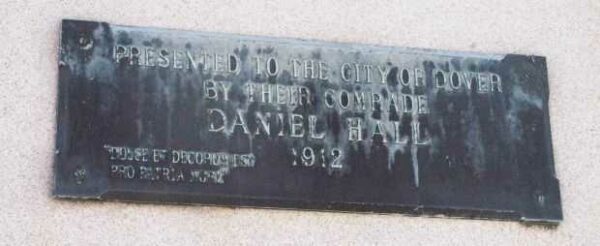 PRESENTED TO THE CITY OF DOVER
BY THEIR COMRADE
DANIEL HALL
1912
"DULCE ET DECORUM EST
PRO PATRIA MORI"